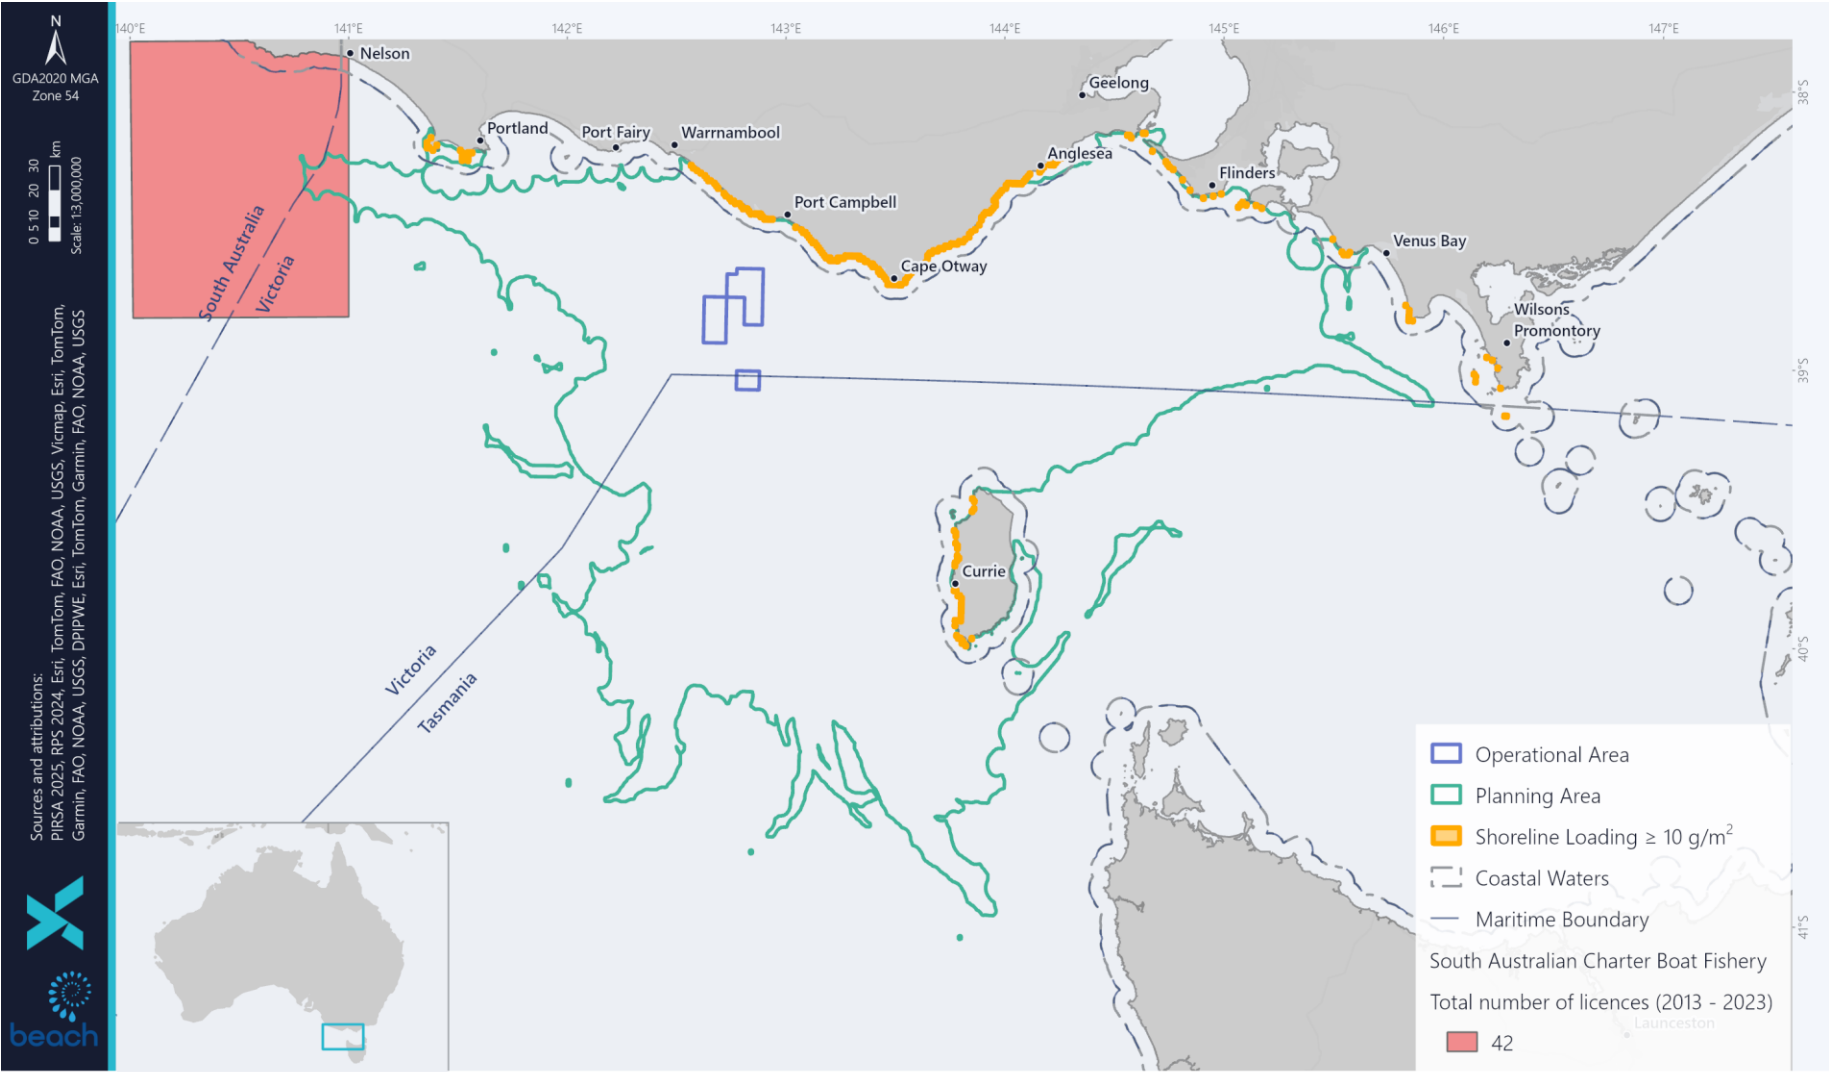 140°E
141°E
142°E
143°E
144°E
145°E
146°E
147°E
38°S
39°S
40°S
41°S
N
GDA2020 MGA
Zone 54
0 5 10 20 30 km
Scale: 1:3,000,000
Sources and attributions:
PIRSA 2025, RPS 2024, Esri, TomTom, FAO, NOAA, USGS, Vicmap, Esri, TomTom,
Garmin, FAO, NOAA, USGS, DPIPWE, Esri, TomTom, Garmin, FAO, NOAA, USGS
beach
Nelson
Portland
Port Fairy
Warrnambool
Port Campbell
Cape Otway
Anglesea
Geelong
Flinders
Venus Bay
Wilsons
Promontory
Currie
South Australia
Victoria
Victoria
Tasmania
Operational Area
Planning Area
Shoreline Loading ≥ 10 g/m²
Coastal Waters
Maritime Boundary
South Australian Charter Boat Fishery
Total number of licences (2013 - 2023)
Launceston
42